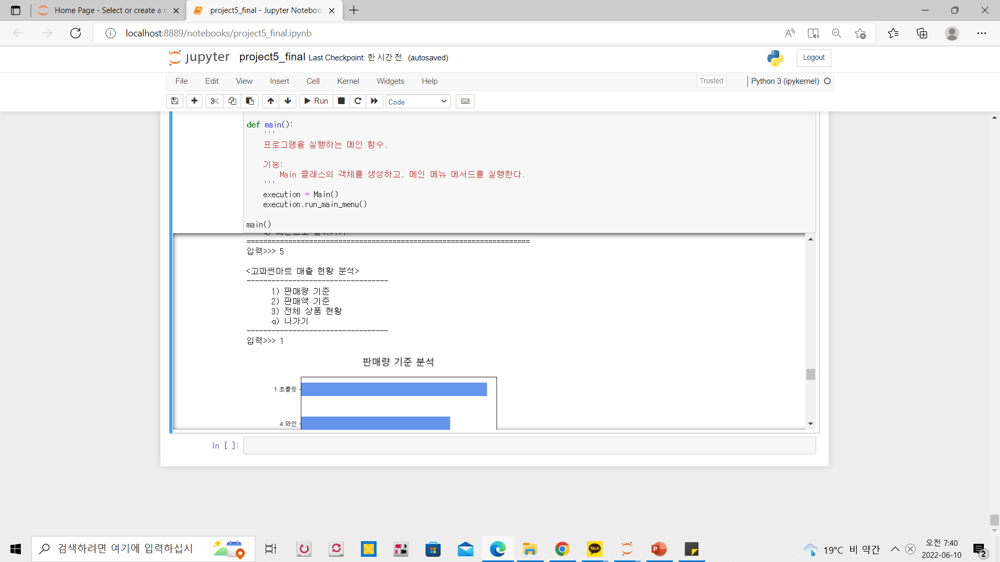 Home Page - Select or create a n
project5_final - Jupyter Noteboo
localhost:8889/notebooks/project5_final.ipynb
jupyter project5_final Last Checkpoint: 한 시간 전 (autosaved)
Logout
File Edit View Insert Cell Kernel Widgets Help
Trusted
Python 3 (ipykernel)
Run
Code
def main():
'''
프로그램을 실행하는 메인 함수.
기능:
Main 클래스의 객체를 생성하고, 메인 메뉴 메서드를 실행한다.
'''
execution = Main()
execution.run_main_menu()
main()
====================================================================
입력>>> 5
<고파썬마트 매출 현황 분석>
----------------------------------
1) 판매량 기준
2) 판매액 기준
3) 전체 상품 현황
q) 나가기
----------------------------------
입력>>> 1
판매량 기준 분석
1 초콜릿
4 와인
In [ ]:
검색하려면 여기에 입력하십시
TALK
19°C 비 약간
오전 7:40
2022-06-10
2